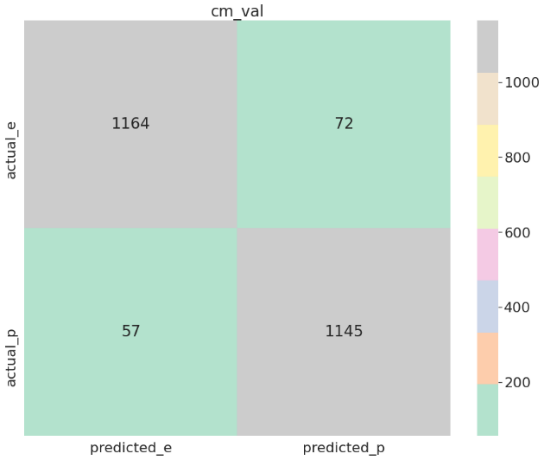 cm_val
actual_e
1164
72
actual_p
57
1145
predicted_e
predicted_p
1000
800
600
400
200